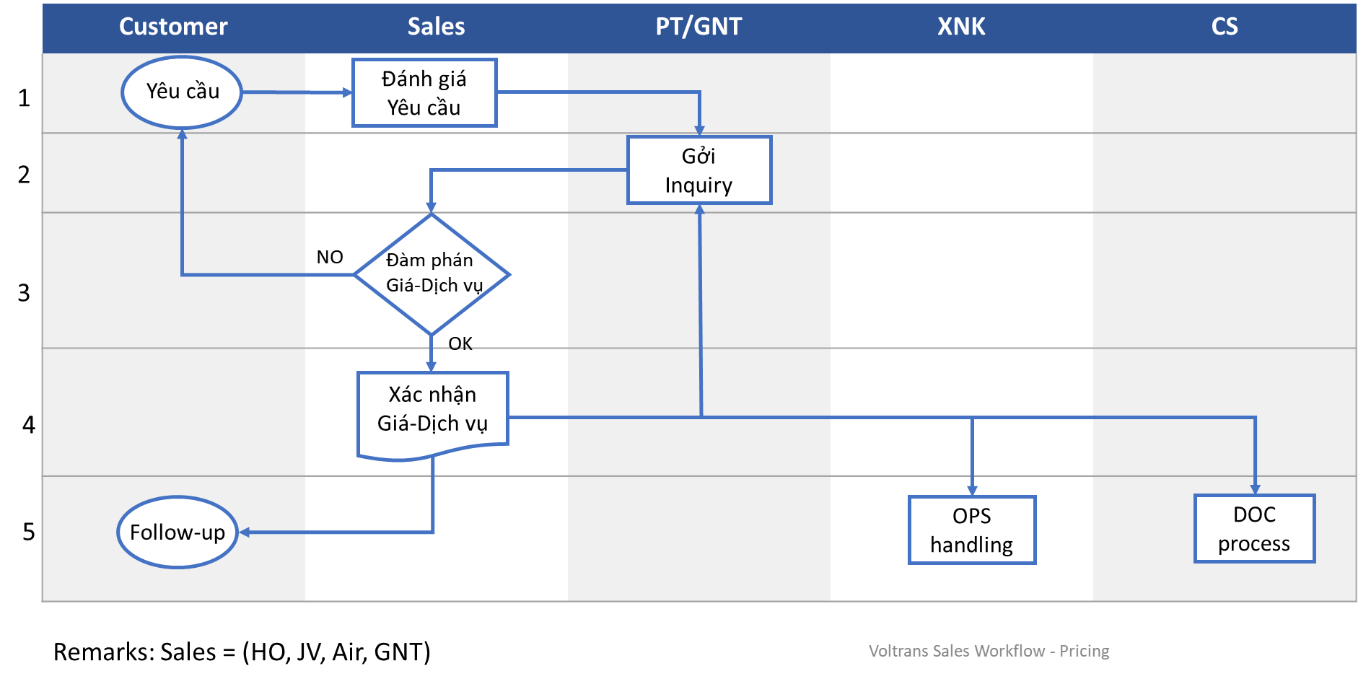 Customer
Sales
PT/GNT
XNK
CS
1
Yêu cầu
Đánh giá
Yêu cầu
2
Gởi
Inquiry
3
NO
Đàm phán
Giá-Dịch vụ
OK
4
Xác nhận
Giá-Dịch vụ
5
Follow-up
OPS
handling
DOC
process
Remarks: Sales = (HO, JV, Air, GNT)
Voltrans Sales Workflow - Pricing